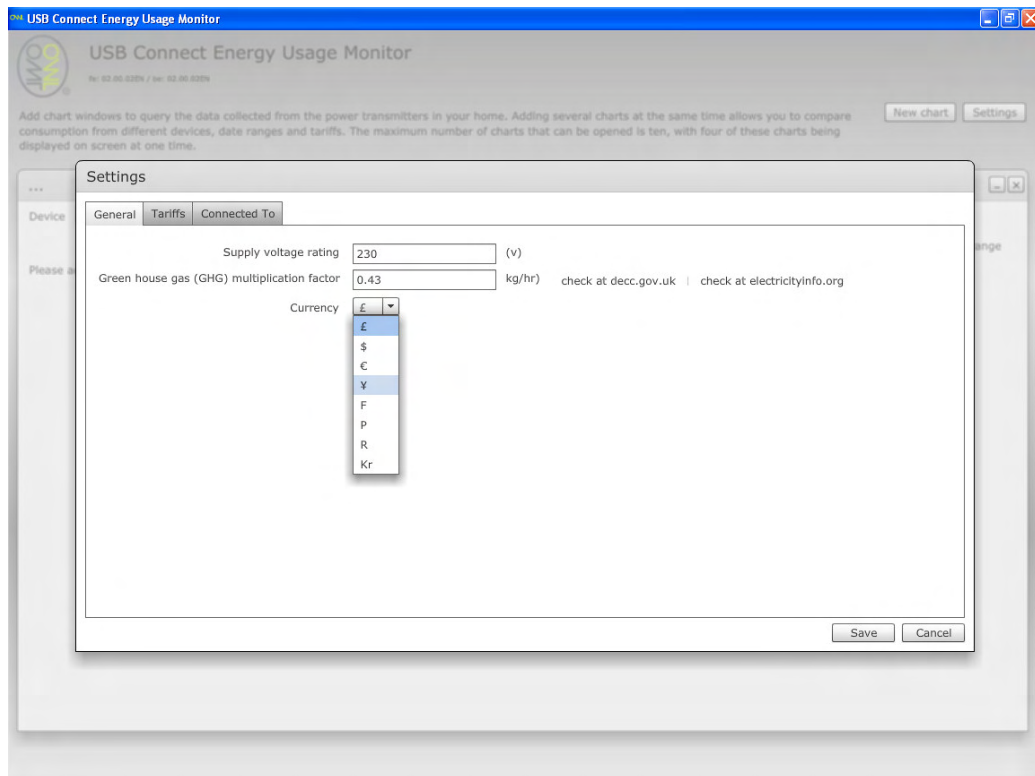 USB Connect Energy Usage Monitor
USB Connect Energy Usage Monitor
Add chart windows to query the data collected from the power transmitters in your home. Adding several charts at the same time allows you to compare
consumption from different devices, date ranges and tariffs. The maximum number of charts that can be opened is ten, with four of these charts being
displayed on screen at one time.
New chart Settings
Settings
...
General Tariffs Connected To
Device
Supply voltage rating 230 (v)
ange
Green house gas (GHG) multiplication factor 0.43 kg/hr) check at decc.gov.uk | check at electricityinfo.org
Please a
Currency £
£
$
€
¥
F
P
R
Kr
Save Cancel